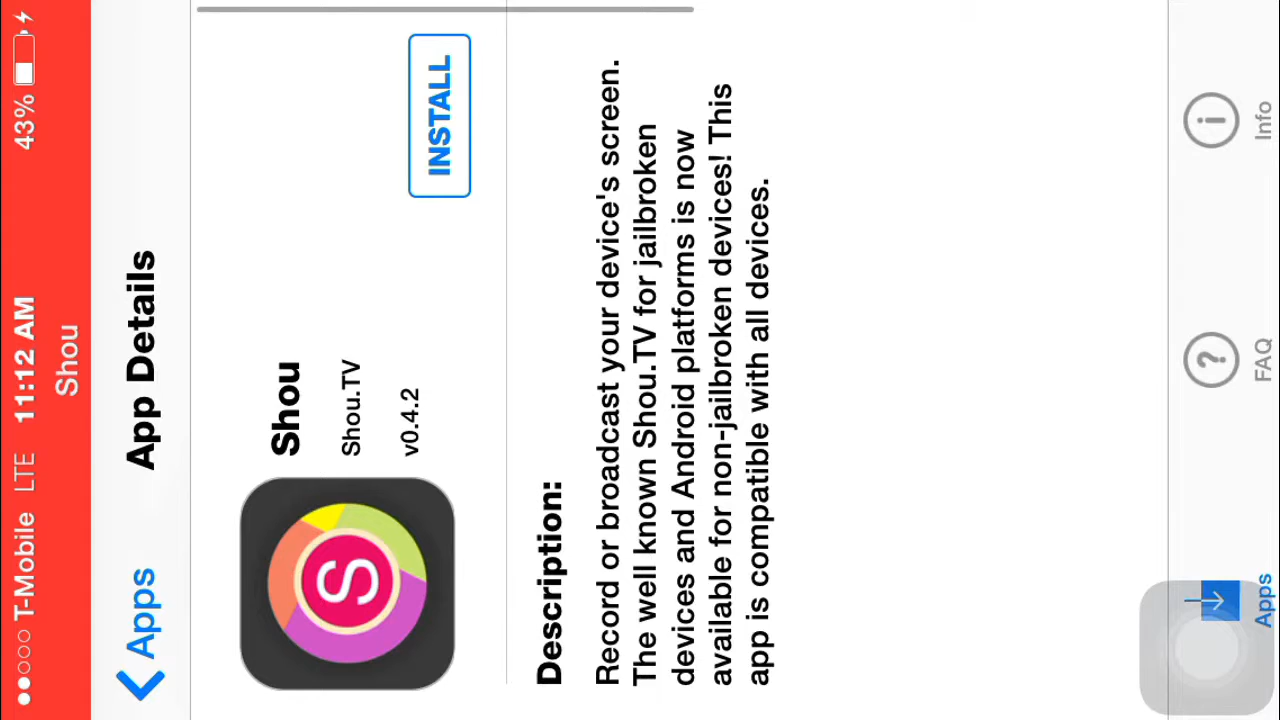 T-Mobile LTE 11:12 AM 43%
Shou
Apps App Details
Shou
Shou.TV
v0.4.2
INSTALL
S
Description:
Record or broadcast your device's screen.
The well known Shou.TV for jailbroken
devices and Android platforms is now
available for non-jailbroken devices! This
app is compatible with all devices.
Apps FAQ Info